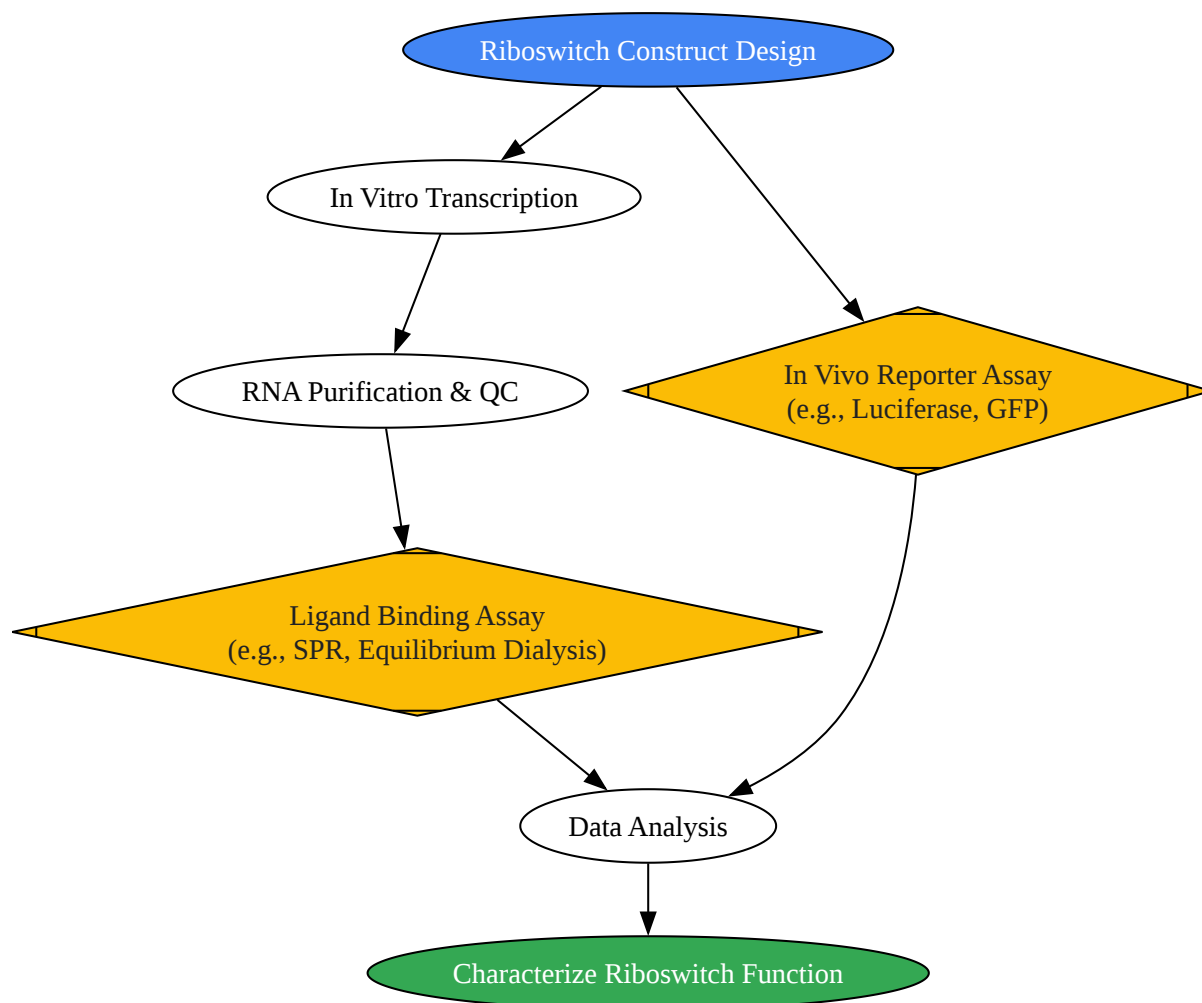 Riboswitch Construct Design
In Vitro Transcription
RNA Purification & QC
In Vivo Reporter Assay
(e.g., Luciferase, GFP)
Ligand Binding Assay
(e.g., SPR, Equilibrium Dialysis)
Data Analysis
Characterize Riboswitch Function